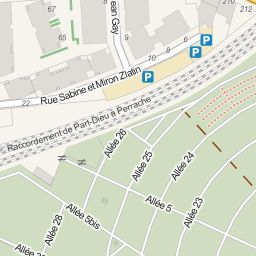 210
212
ean Gay
67
65
10
8
6
P
P
P
22
Rue Sabine et Miron Zlatin
Raccordement de Part-Dieu à Perrache
Allée 26
Allée 25
Allée 24
Allée 23
Allée 5
Allée 5bis
Allée 28